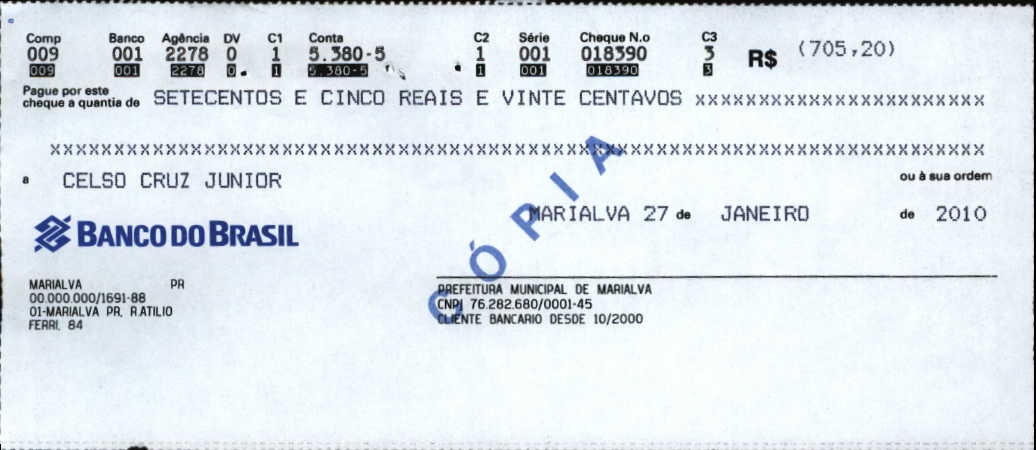 Comp Banco Agência DV C1 Conta C2 Série Cheque N.o C3
009 001 2278 0 1 5.380-5 1 001 018390 3 R$ (705,20)
009 001 2278 0 1 5.380-5 1 001 018390 3
Pague por este
cheque a quantia de SETECENTOS E CINCO REAIS E VINTE CENTAVOS xxxxxxxxxxxxxxxxxxxxxxxxxxx
xxxxxxxxxxxxxxxxxxxxxxxxxxxxxxxxxxxxxxxxxxxxxxxxxxxxxxxxxxxxxxxxxxxxxxxxxxxxxxxxxxxxxxx
a CELSO CRUZ JUNIOR ou à sua ordem
MARIALVA 27 de JANEIRO de 2010
CÓPIA
BANCO DO BRASIL
MARIALVA PR
00.000.000/1691-88
01-MARIALVA PR, R.ATILIO
FERRI, 84
PREFEITURA MUNICIPAL DE MARIALVA
CNPJ 76.282.680/0001-45
CLIENTE BANCARIO DESDE 10/2000